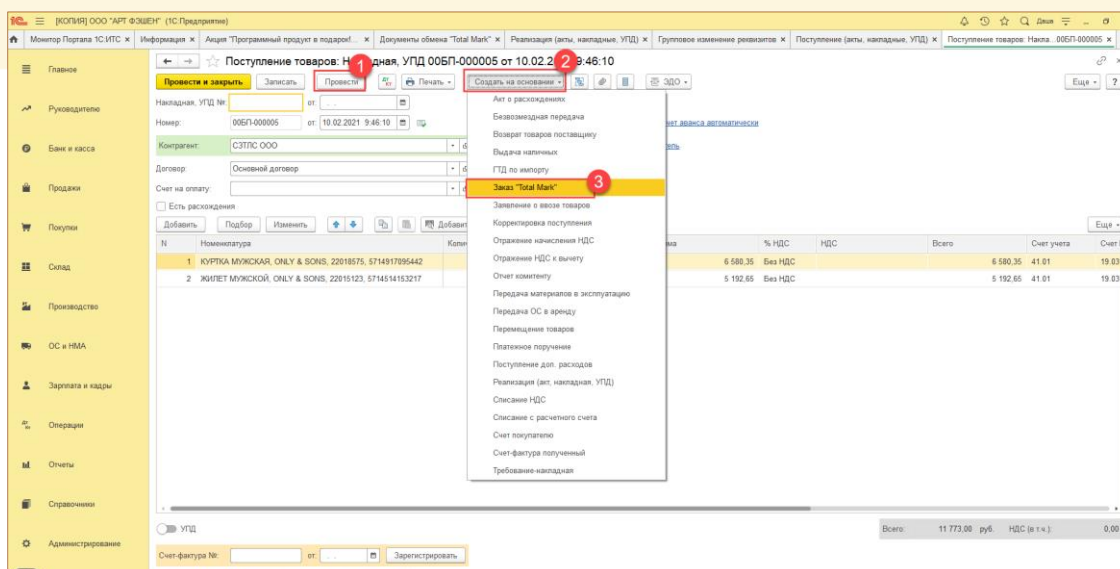 [КОПИЯ] ООО "АРТ ФЭШЕН" (1С:Предприятие)
Монитор Портала 1С:ИТС × Информация × Акция "Программный продукт в подарок!... × Документы обмена "Total Mark" × Реализация (акты, накладные, УПД) × Групповое изменение реквизитов × Поступление (акты, накладные, УПД) × Поступление товаров: Накла...00БП-000005 ×
Главное
Руководителю
Банк и касса
Продажи
Покупки
Склад
Производство
ОС и НМА
Зарплата и кадры
Операции
Отчеты
Справочники
Администрирование
Поступление товаров: Н дная, УПД 00БП-000005 от 10.02.2 9:46:10
1
2
Провести и закрыть Записать Провести Печать Создать на основании ЭДО Еще ?
Накладная, УПД №: от: . .
Номер: 00БП-000005 от: 10.02.2021 9:46:10
чет аванса автоматически
Контрагент: СЗТЛС ООО
Договор: Основной договор
Счет на оплату:
Есть расхождения
Добавить Подбор Изменить Добавит Еще
N Номенклатура Колич % НДС НДС Всего Счет учета Счет
1 КУРТКА МУЖСКАЯ, ONLY & SONS, 22018575, 5714917095442 6 580,35 Без НДС 6 580,35 41.01 19.03
2 ЖИЛЕТ МУЖСКОЙ, ONLY & SONS, 22015123, 5714514153217 5 192,65 Без НДС 5 192,65 41.01 19.03
Акт о расхождениях
Безвозмездная передача
Возврат товаров поставщику
Выдача наличных
ГТД по импорту
Заказ "Total Mark"
3
Заявление о ввозе товаров
Корректировка поступления
Отражение начисления НДС
Отражение НДС к вычету
Отчет комитенту
Передача материалов в эксплуатацию
Передача ОС в аренду
Перемещение товаров
Платежное поручение
Поступление доп. расходов
Реализация (акт, накладная, УПД)
Списание НДС
Списание с расчетного счета
Счет покупателю
Счет-фактура полученный
Требование-накладная
УПД
Всего: 11 773,00 руб. НДС (в т.ч.): 0,00
Счет-фактура №: от: . . Зарегистрировать